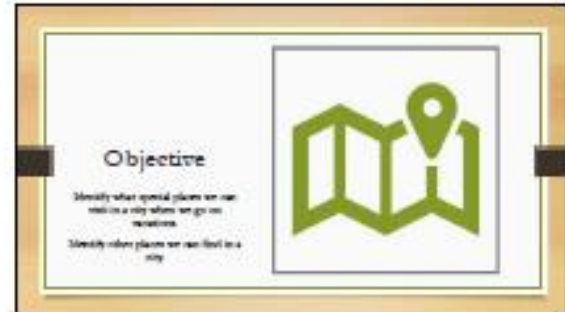 Objective
Identify what special places we can
visit in a city when we go on
vacations.
Identify other places we can find in a
city.